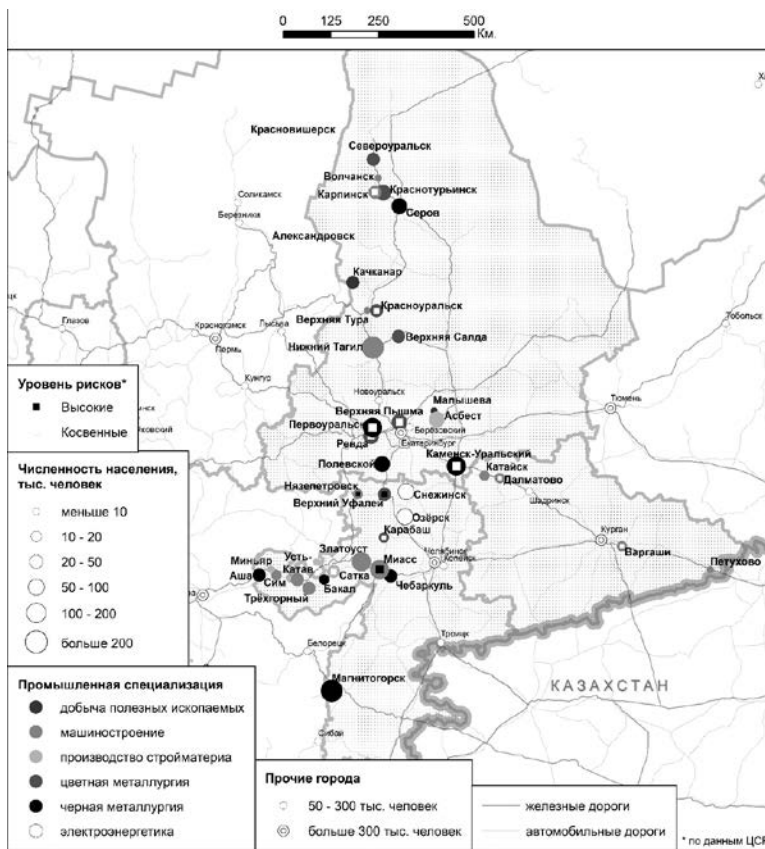 0 125 250 500
Км.
Красновишерск
Североуральск
Волчанск
Карпинск
Краснотурьинск
Соликамск
Серов
Березники
Александровск
Качканар
Красноуральск
Верхняя Тура
Тобольск
Глазов
Краснокамск
Лысьва
Верхняя Салда
Пермь
Нижний Тагил
Кунгур
Новоуральск
Тюмень
Малышева
Верхняя Пышма
Асбест
Первоуральск
Берёзовский
Екатеринбург
Ревда
Каменск-Уральский
Полевской
Катайск
Далматово
Нязепетровск
Снежинск
Шадринск
Верхний Уфалей
Озёрск
Карабаш
Курган
Варгаши
Златоуст
Челябинск
Копейск
Петухово
Миньяр
Усть-
Катав
Миасс
Аша
Сим
Сатка
Чебаркуль
Бакал
Трёхгорный
Белорецк
Троицк
Магнитогорск
КАЗАХСТАН
Сибай
Уровень рисков*
Высокие
Косвенные
Численность населения,
тыс. человек
меньше 10
10 - 20
20 - 50
50 - 100
100 - 200
больше 200
Промышленная специализация
добыча полезных ископаемых
машиностроение
производство стройматериа
цветная металлургия
черная металлургия
электроэнергетика
Прочие города
50 - 300 тыс. человек
больше 300 тыс. человек
железные дороги
автомобильные дороги
* по данным ЦСР